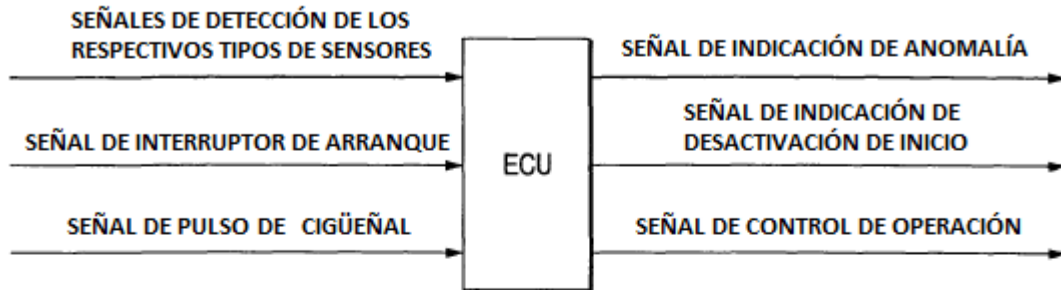 SEÑALES DE DETECCIÓN DE LOS
RESPECTIVOS TIPOS DE SENSORES
SEÑAL DE INTERRUPTOR DE ARRANQUE
SEÑAL DE PULSO DE CIGÜEÑAL
ECU
SEÑAL DE INDICACIÓN DE ANOMALÍA
SEÑAL DE INDICACIÓN DE
DESACTIVACIÓN DE INICIO
SEÑAL DE CONTROL DE OPERACIÓN